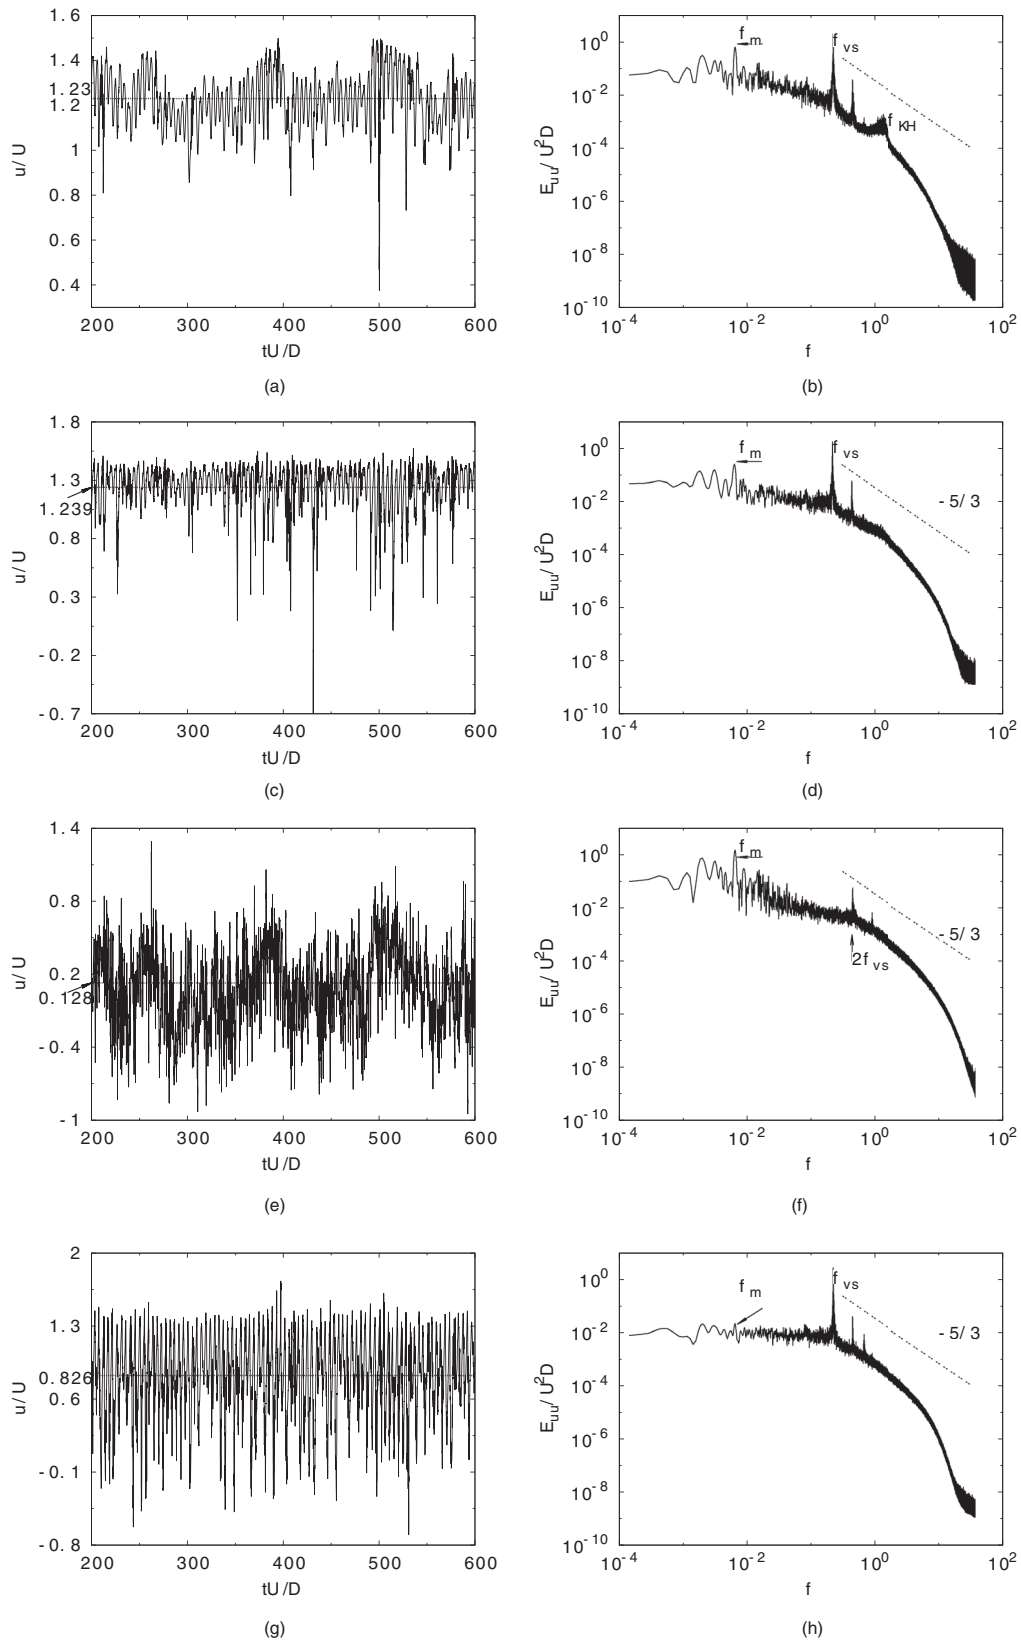 1.6
1.4
1.23
1.2
1
0.8
0.6
0.4
u/U
200 300 400 500 600
tU/D
(a)
10^0
10^-2
10^-4
10^-6
10^-8
10^-10
E_uu/U^2D
f_m
f_vs
f_KH
10^-4 10^-2 10^0 10^2
f
(b)
1.8
1.3
1.239
0.8
0.3
-0.2
-0.7
u/U
200 300 400 500 600
tU/D
(c)
10^0
10^-2
10^-4
10^-6
10^-8
10^-10
E_uu/U^2D
f_m
f_vs
-5/3
10^-4 10^-2 10^0 10^2
f
(d)
1.4
0.8
0.2
0.128
-0.4
-1
u/U
200 300 400 500 600
tU/D
(e)
10^0
10^-2
10^-4
10^-6
10^-8
10^-10
E_uu/U^2D
f_m
-5/3
2f_vs
10^-4 10^-2 10^0 10^2
f
(f)
2
1.3
0.826
0.6
-0.1
-0.8
u/U
200 300 400 500 600
tU/D
(g)
10^0
10^-2
10^-4
10^-6
10^-8
10^-10
E_uu/U^2D
f_m
f_vs
-5/3
10^-4 10^-2 10^0 10^2
f
(h)